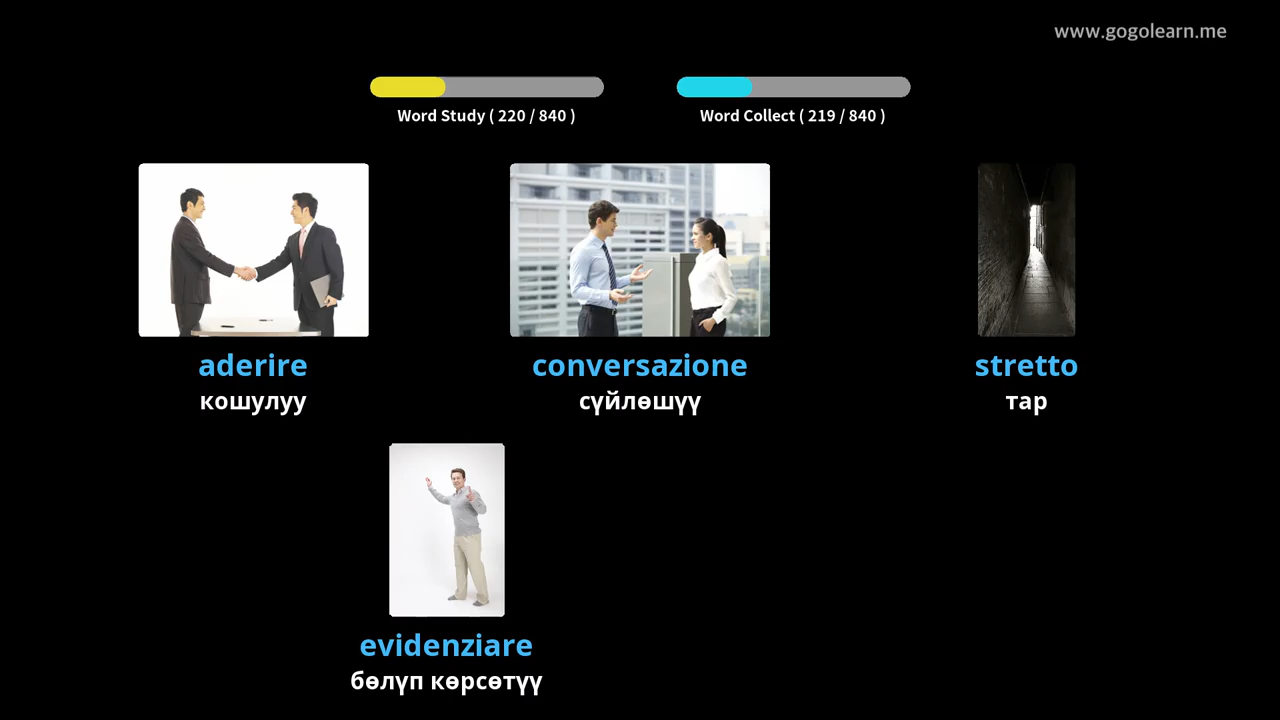 www.gogolearn.me
Word Study ( 220 / 840 )
Word Collect ( 219 / 840 )
aderire
кошулуу
conversazione
сүйлөшүү
stretto
тар
evidenziare
бөлүп көрсөтүү